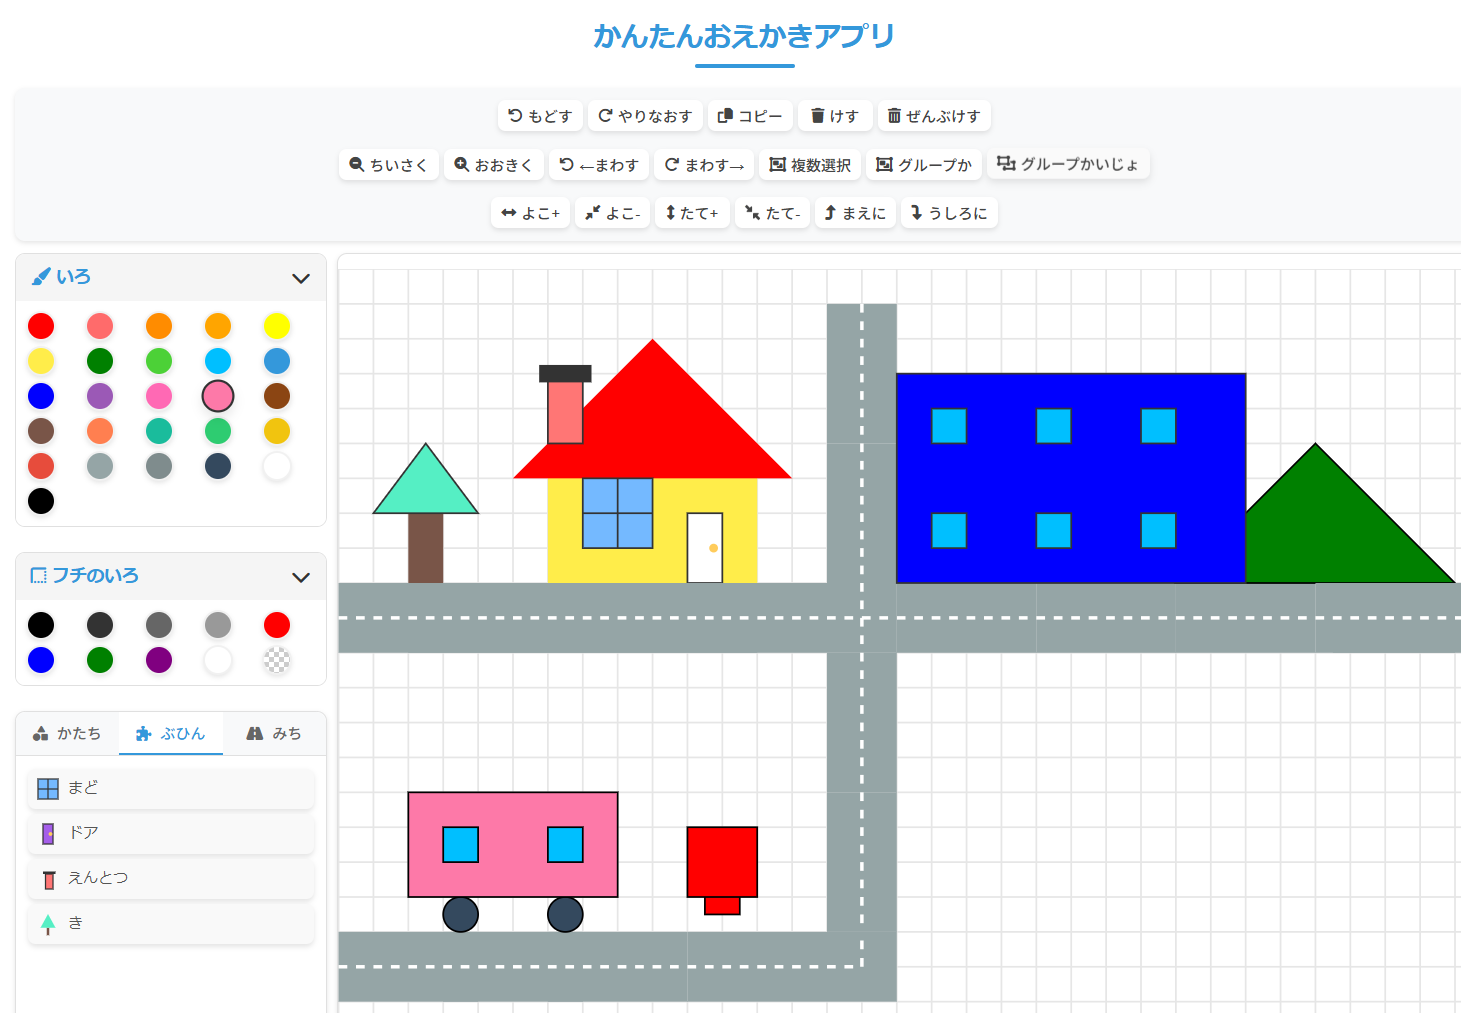 かんたんおえかきアプリ
もどす やりなおす コピー けす ぜんぶけす
ちいさく おおきく ←まわす まわす→ 複数選択 グループか グループかいじょ
よこ+ よこ- たて+ たて- まえに うしろに
いろ
フチのいろ
かたち ぶひん みち
まど
ドア
えんとつ
き